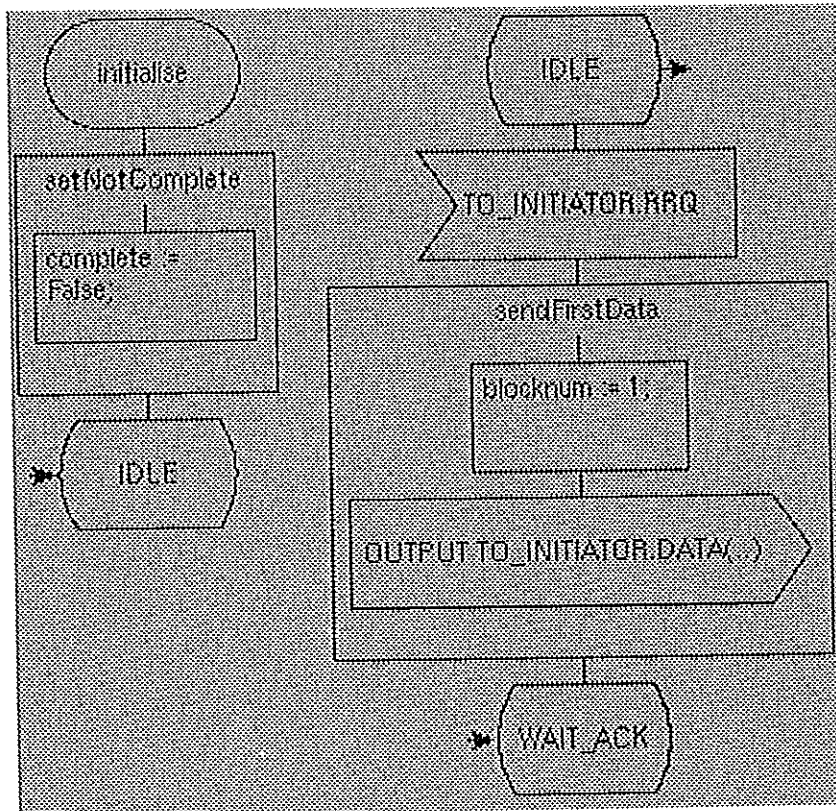 initialise
setNotComplete
complete :=
False;
IDLE
IDLE
TO_INITIATOR.RRQ
sendFirstData
blocknum := 1;
OUTPUT TO_INITIATOR.DATA(...)
WAIT_ACK